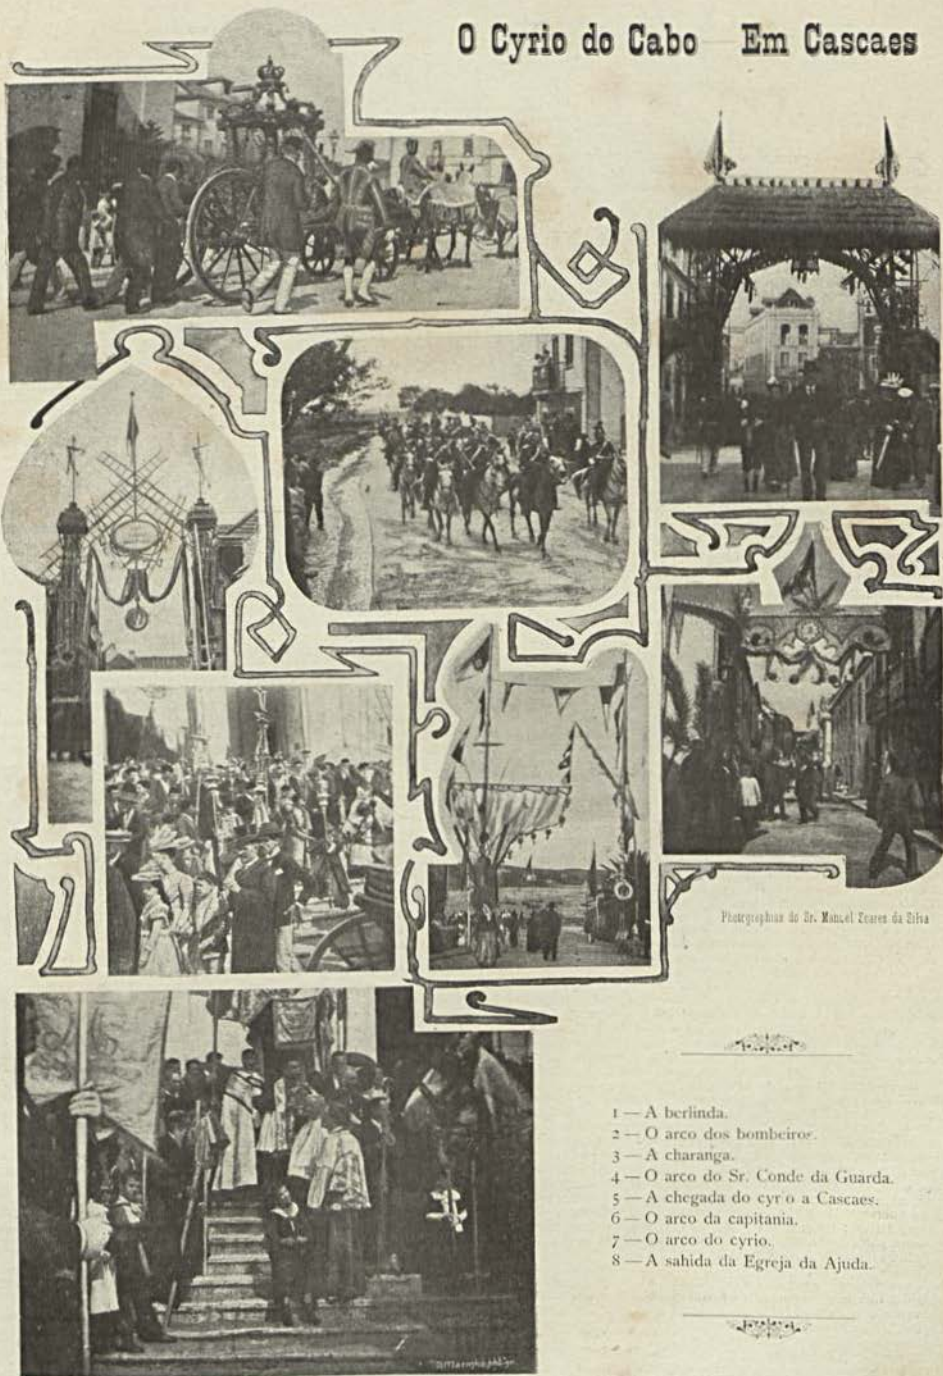 O Cyrio do Cabo Em Cascaes
Photographias do Sr. Manuel Soares da Silva
1 — A berlinda.
2 — O arco dos bombeiros.
3 — A charanga.
4 — O arco do Sr. Conde da Guarda.
5 — A chegada do cyrio a Cascaes.
6 — O arco da capitania.
7 — O arco do cyrio.
8 — A sahida da Egreja da Ajuda.